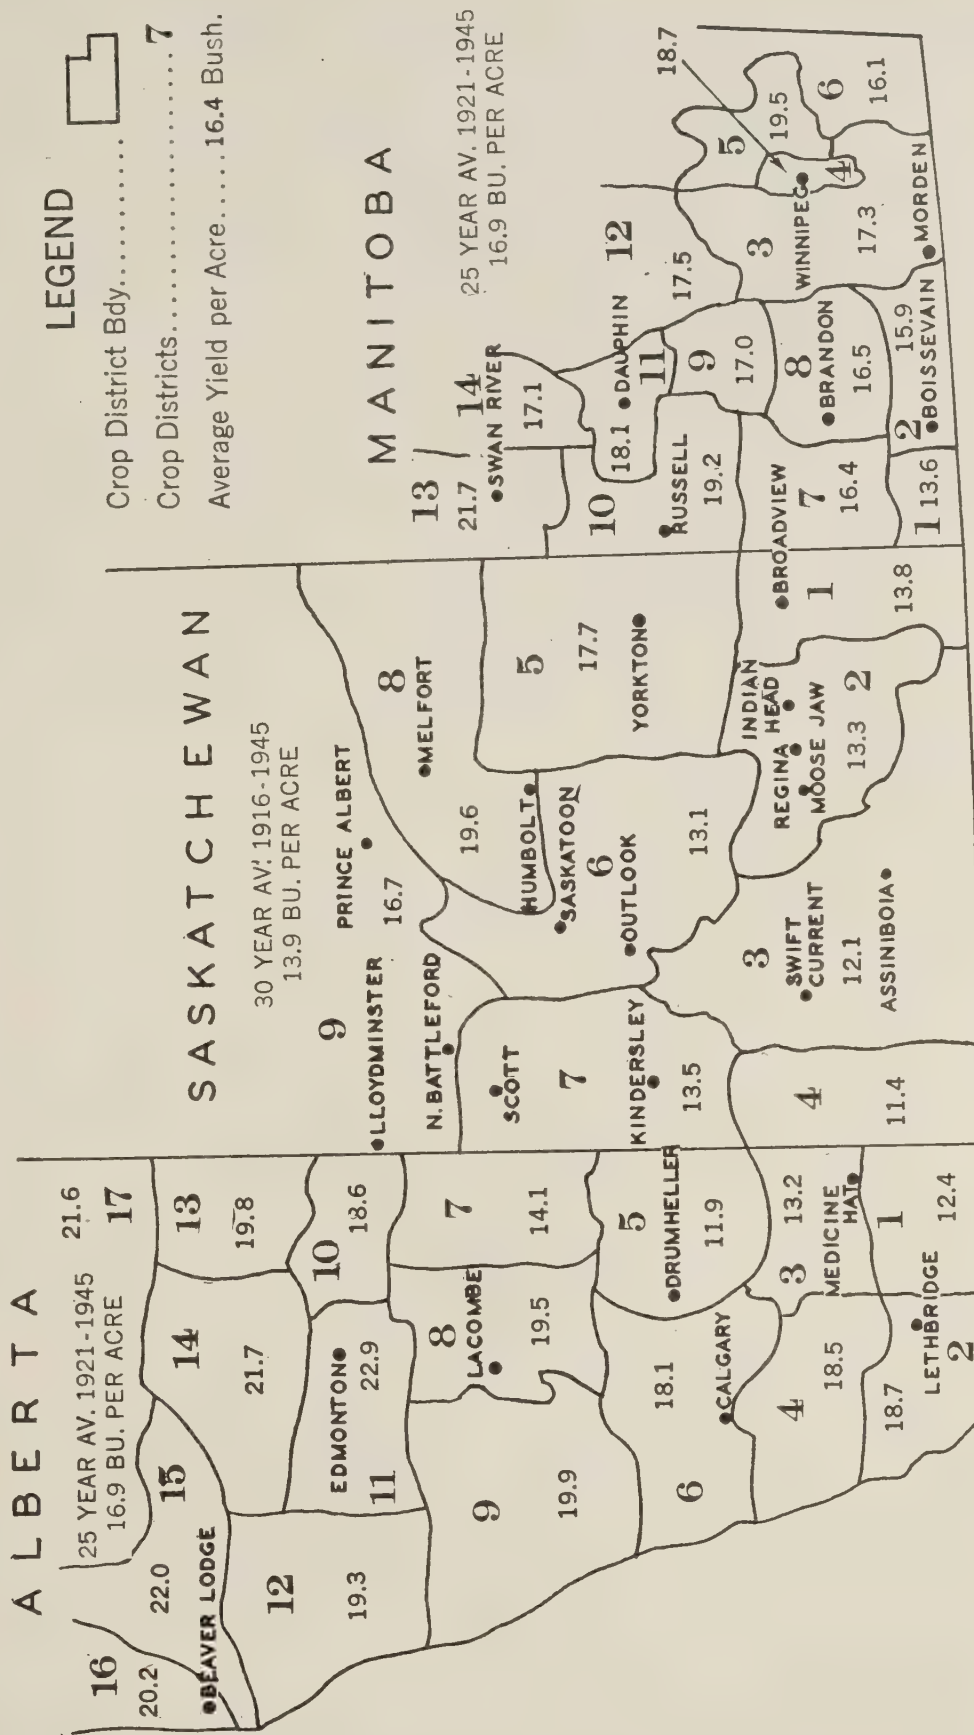 LEGEND
Crop District Bdy..........
Crop Districts....................7
Average Yield per Acre.....16.4 Bush.
ALBERTA
25 YEAR AV. 1921-1945
16.9 BU. PER ACRE
16
20.2
22.0
BEAVER LODGE
15
14
21.7
21.6
17
13
19.8
12
19.3
EDMONTON
22.9
11
10
18.6
9
19.9
8
LACOMBE
19.5
7
14.1
6
18.1
CALGARY
5
DRUMHELLER
11.9
4
18.5
3
13.2
MEDICINE
HAT
18.7
LETHBRIDGE
2
1
12.4
SASKATCHEWAN
30 YEAR AV. 1916-1945
13.9 BU. PER ACRE
9
LLOYDMINSTER
PRINCE ALBERT
16.7
N. BATTLEFORD
8
MELFORT
19.6
SCOTT
7
KINDERSLEY
13.5
HUMBOLT
SASKATOON
6
OUTLOOK
13.1
5
17.7
YORKTON
4
11.4
3
SWIFT
CURRENT
12.1
ASSINIBOIA
INDIAN
HEAD
REGINA
MOOSE JAW
2
13.3
BROADVIEW
1
13.8
MANITOBA
25 YEAR AV. 1921-1945
16.9 BU. PER ACRE
13
21.7
SWAN RIVER
14
17.1
10
18.1
DAUPHIN
11
12
17.5
RUSSELL
19.2
9
17.0
7
16.4
8
BRANDON
16.5
3
WINNIPEG
17.3
4
18.7
5
19.5
6
16.1
1
13.6
2
15.9
BOISSEVAIN
MORDEN